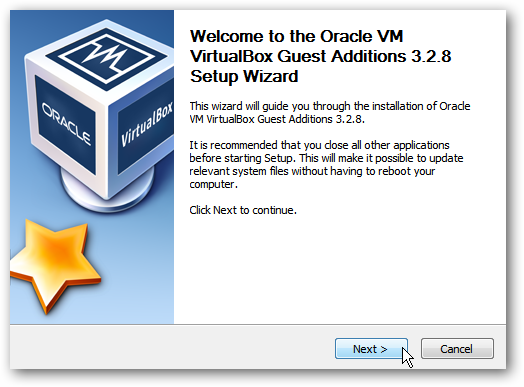 Welcome to the Oracle VM
VirtualBox Guest Additions 3.2.8
Setup Wizard
This wizard will guide you through the installation of Oracle
VM VirtualBox Guest Additions 3.2.8.
It is recommended that you close all other applications
before starting Setup. This will make it possible to update
relevant system files without having to reboot your
computer.
Click Next to continue.
ORACLE
VirtualBox
Next >
Cancel